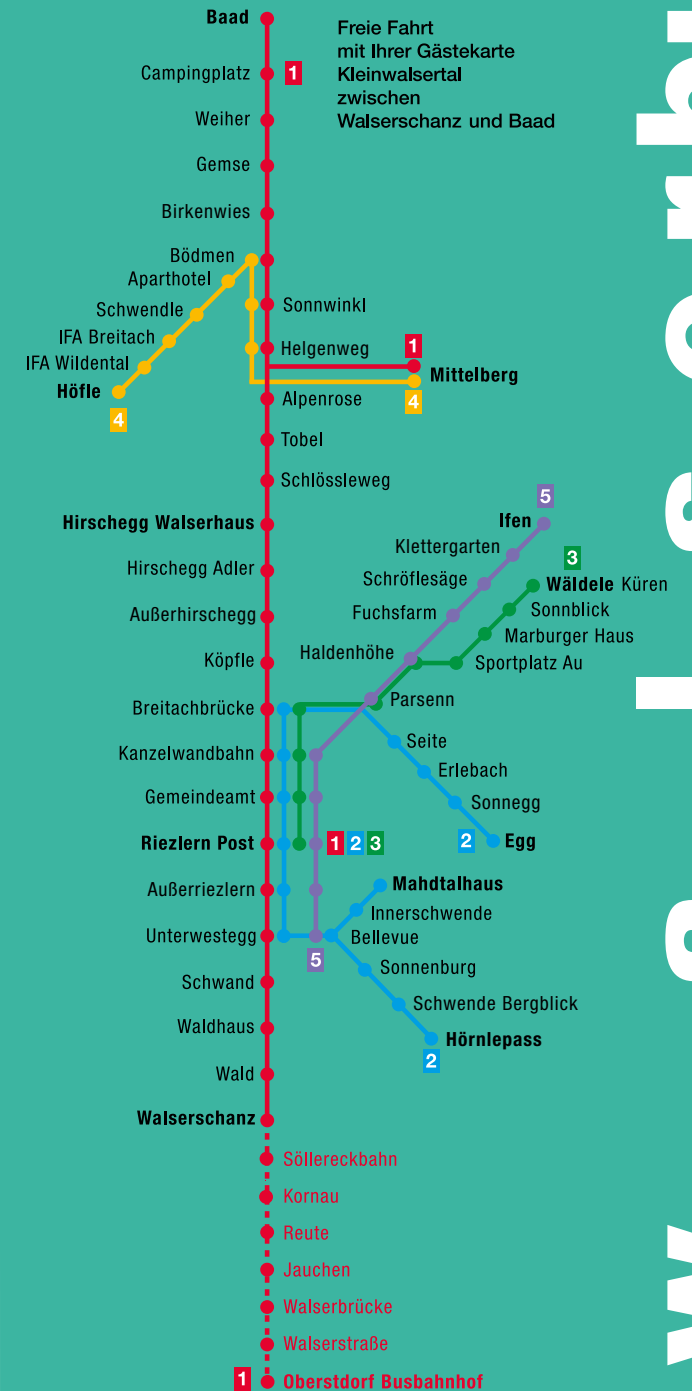 Baad
Freie Fahrt
mit Ihrer Gästekarte
Kleinwalsertal
zwischen
Walserschanz und Baad
Campingplatz
1
Weiher
Gemse
Birkenwies
Bödmen
Aparthotel
Schwendle
IFA Breitach
IFA Wildental
Höfle
4
Sonnwinkl
Helgenweg
1
Mittelberg
4
Alpenrose
Tobel
Schlössleweg
Hirschegg Walserhaus
Hirschegg Adler
Außerhirschegg
Köpfle
Breitachbrücke
Kanzelwandbahn
Gemeindeamt
Riezlern Post
1 2 3
Außerriezlern
Unterwestegg
5
Schwand
Waldhaus
Wald
Walserschanz
5
Ifen
Klettergarten
Schröflesäge
Fuchsfarm
Haldenhöhe
Parsenn
3
Wäldele Küren
Sonnblick
Marburger Haus
Sportplatz Au
Seite
Erlebach
Sonnegg
2 Egg
Mahdtalhaus
Innerschwende
Bellevue
Sonnenburg
Schwende Bergblick
Hörnlepass
2
Söllereckbahn
Kornau
Reute
Jauchen
Walserbrücke
Walserstraße
1 Oberstdorf Busbahnhof